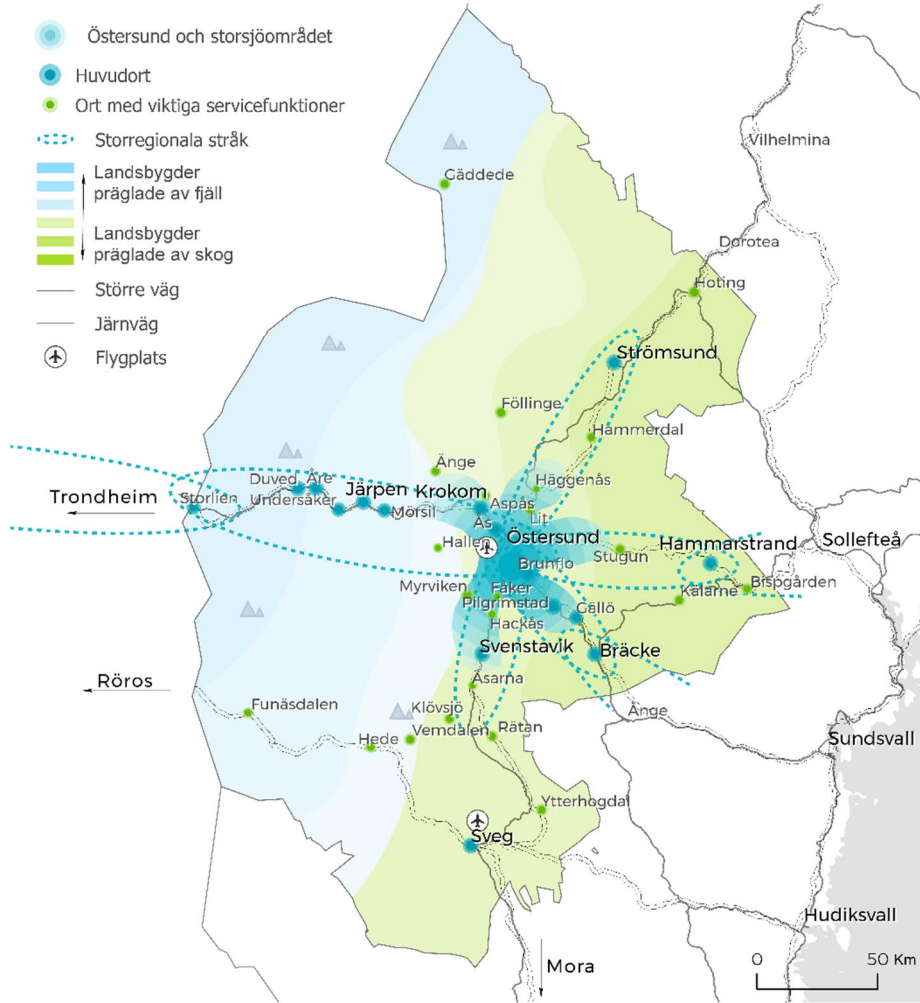 Östersund och storsjöområdet
Huvudort
Ort med viktiga servicefunktioner
Storregionala stråk
Landsbygder
präglade av fjäll
Landsbygder
präglade av skog
Större väg
Järnväg
Flygplats
Vilhelmina
Gäddede
Dorotea
Hoting
Strömsund
Föllinge
Hammerdal
Änge
Häggenås
Duved
Åre
Järpen
Krokom
Aspås
Trondheim
Storlien
Undersåker
Mörsil
Ås
Lit
Östersund
Hallen
Stugun
Hammarstrand
Sollefteå
Brunflo
Bispgården
Myrviken
Fåker
Kälarne
Pilgrimstad
Gällö
Hackås
Svenstavik
Bräcke
Åsarna
Röros
Funäsdalen
Klövsjö
Ånge
Vemdalen
Rätan
Hede
Sundsvall
Ytterhogdal
Sveg
Hudiksvall
Mora
0
50 Km